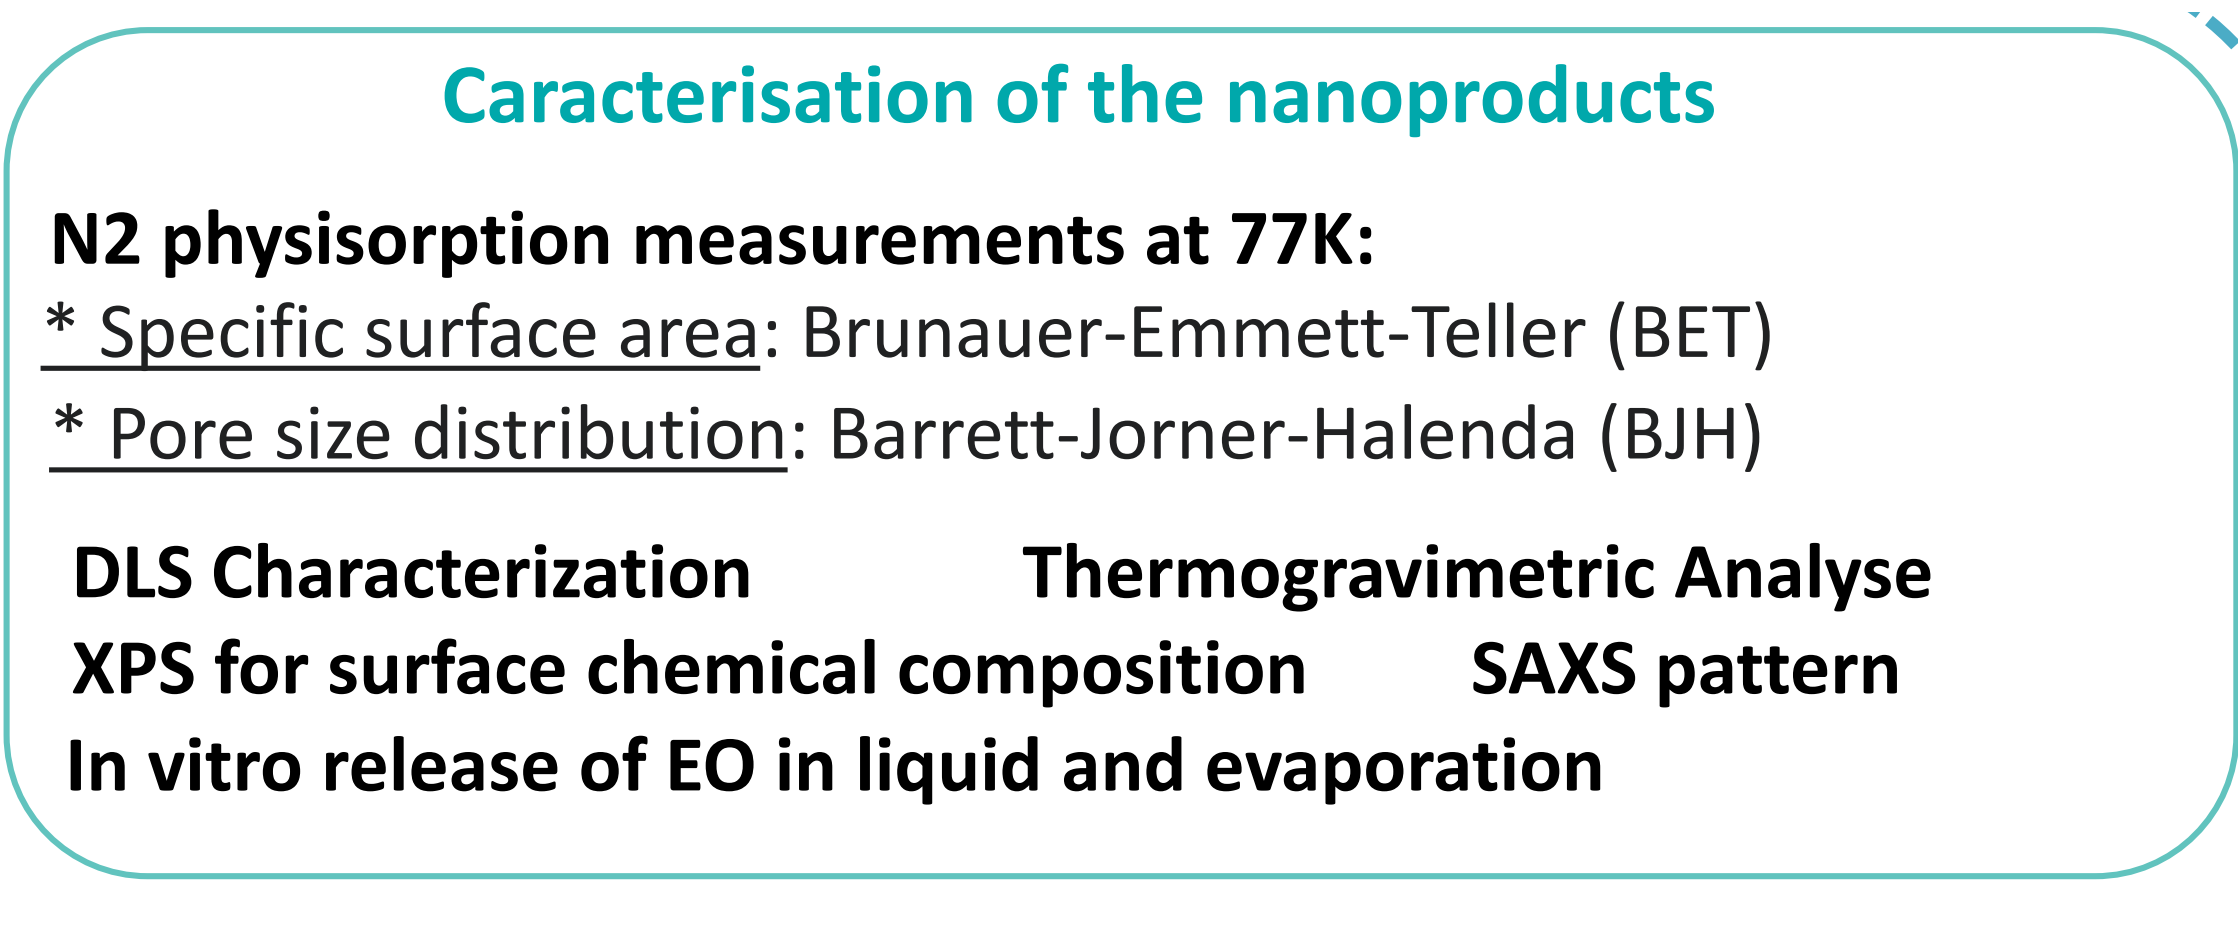 Caracterisation of the nanoproducts
N2 physisorption measurements at 77K:
* Specific surface area: Brunauer-Emmett-Teller (BET)
* Pore size distribution: Barrett-Jorner-Halenda (BJH)
DLS Characterization Thermogravimetric Analyse
XPS for surface chemical composition SAXS pattern
In vitro release of EO in liquid and evaporation